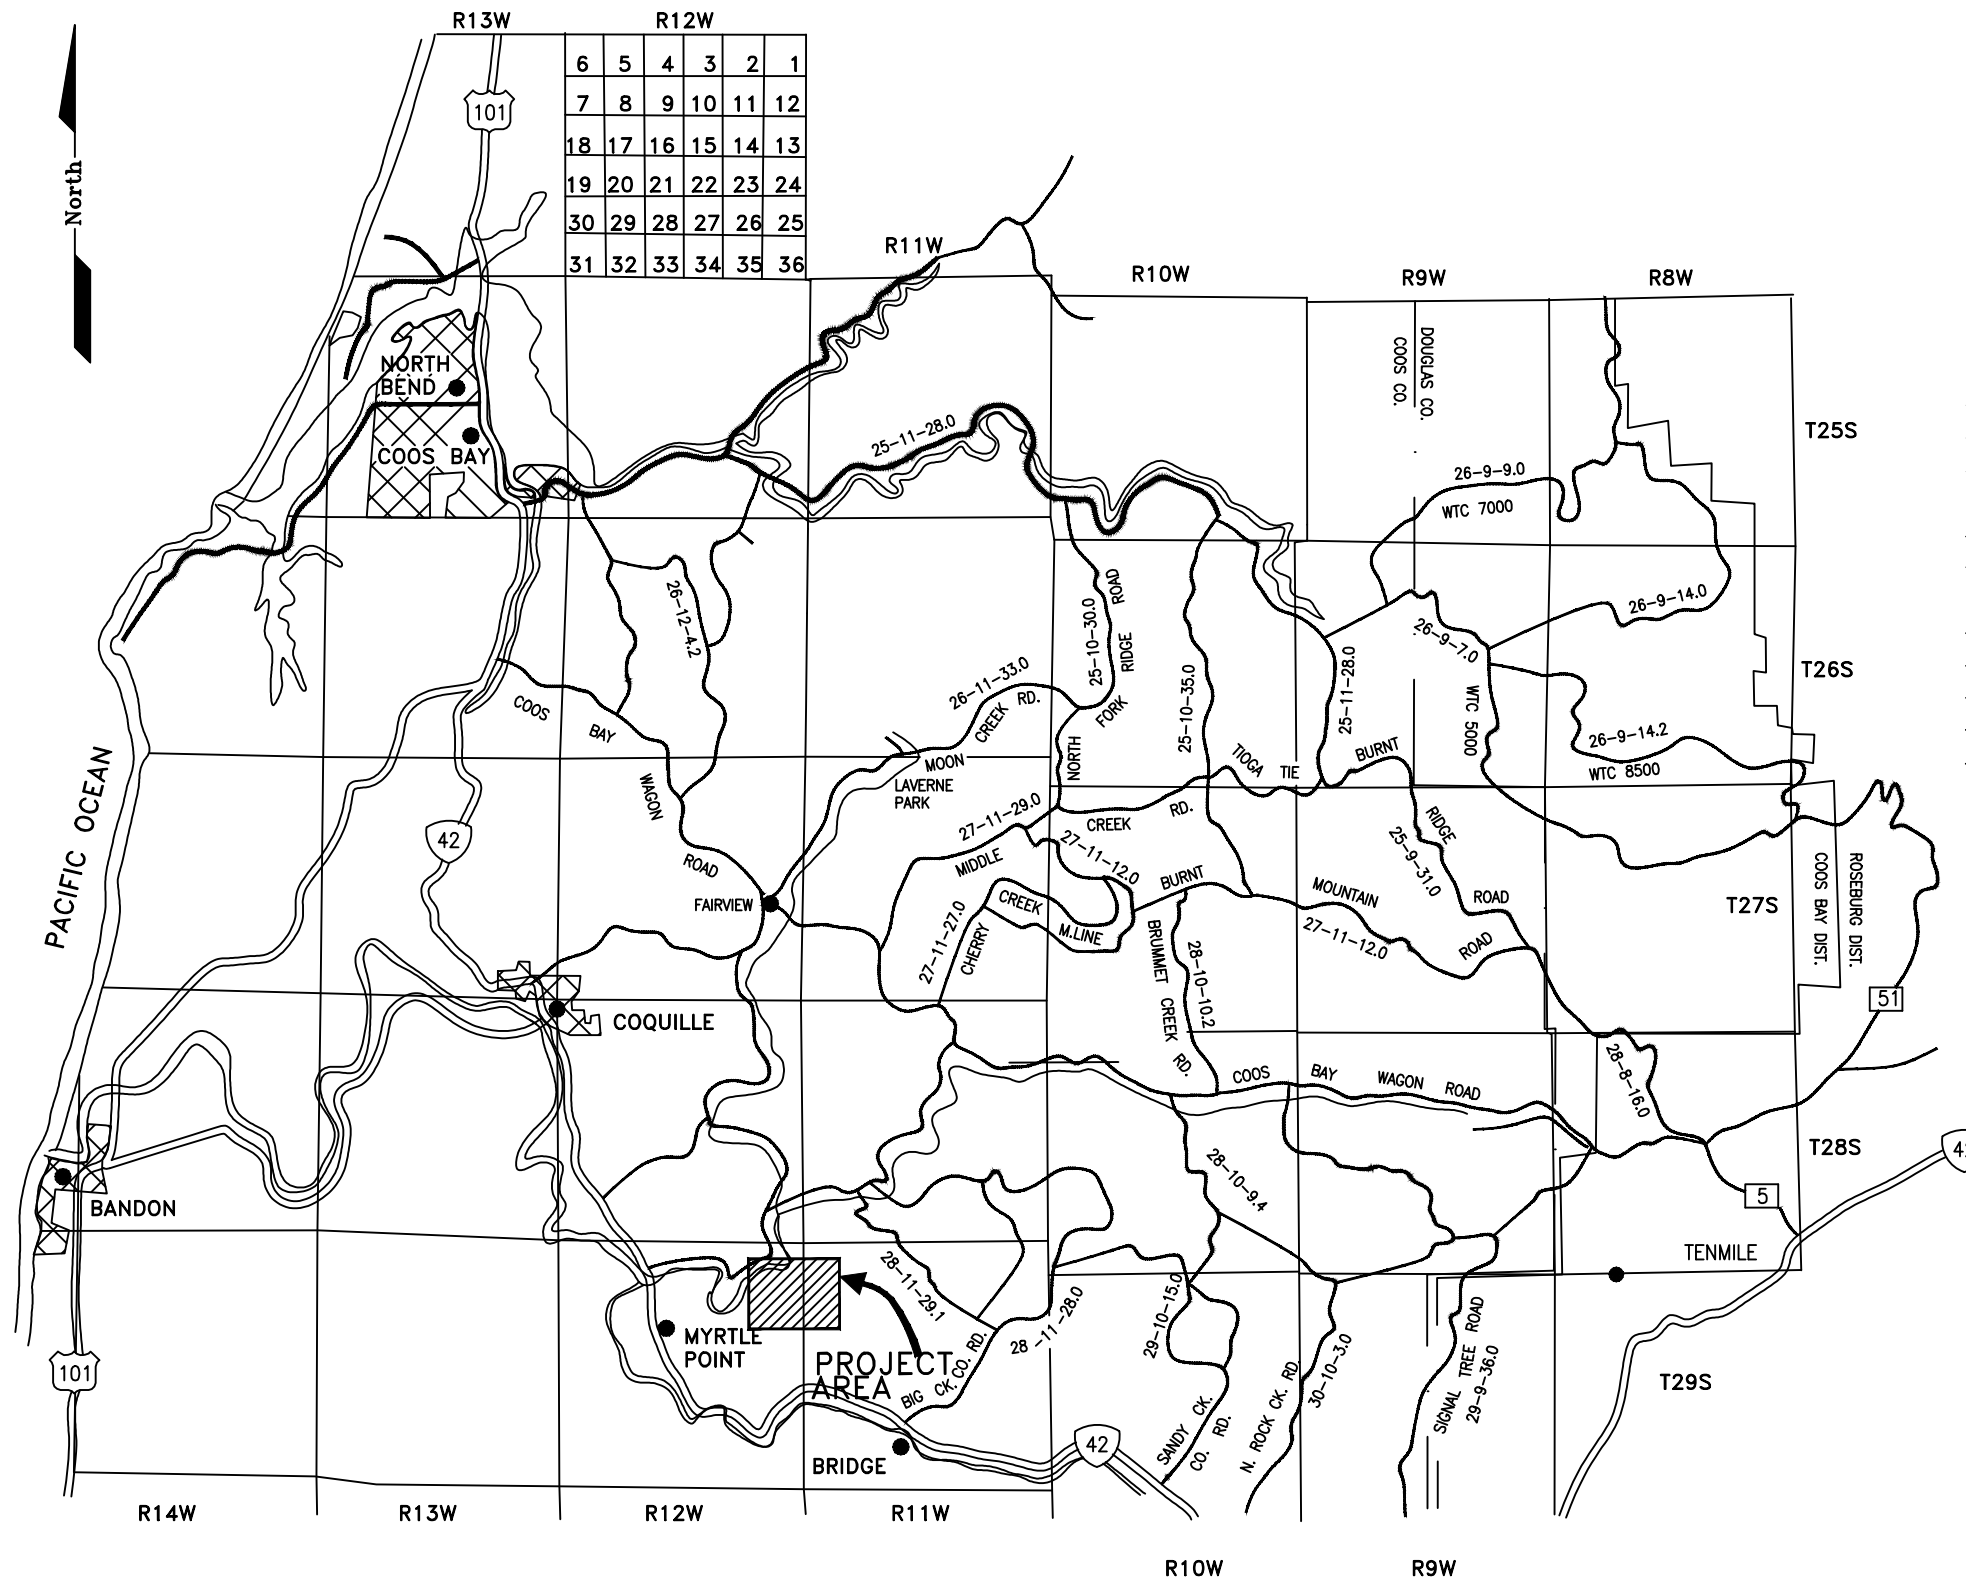 R13W
R12W
6 5 4 3 2 1
7 8 9 10 11 12
18 17 16 15 14 13
19 20 21 22 23 24
30 29 28 27 26 25
31 32 33 34 35 36
101
North
R11W
R10W
R9W
R8W
DOUGLAS CO.
COOS CO.
NORTH
BEND
COOS BAY
25-11-28.0
T25S
26-9-9.0
WTC 7000
26-12-4.2
25-10-30.0
RIDGE ROAD
NORTH FORK
26-9-14.0
26-9-7.0
T26S
26-11-33.0
25-10-35.0
25-11-28.0
WTC 5000
26-9-14.2
WTC 8500
COOS BAY WAGON ROAD
MOON CREEK RD.
LAVERNE
PARK
TIOGA TIE
BURNT RIDGE ROAD
PACIFIC OCEAN
42
27-11-29.0
MIDDLE CREEK RD.
27-11-12.0
25-9-31.0
FAIRVIEW
CHERRY CREEK M.LINE
27-11-27.0
BURNT MOUNTAIN ROAD
27-11-12.0
T27S
COOS BAY DIST.
ROSEBURG DIST.
BRUMMET CREEK RD.
28-10-10.2
51
COQUILLE
COOS BAY WAGON ROAD
28-8-16.0
T28S
42
BANDON
28-10-9.4
5
TENMILE
28-11-29.1
28-11-28.0
29-10-15.0
MYRTLE
POINT
PROJECT
AREA
BIG CK. CO. RD.
SANDY CK.
CO. RD.
N. ROCK CK. RD.
30-10-3.0
SIGNAL TREE ROAD
29-9-36.0
T29S
101
BRIDGE
42
R14W
R13W
R12W
R11W
R10W
R9W